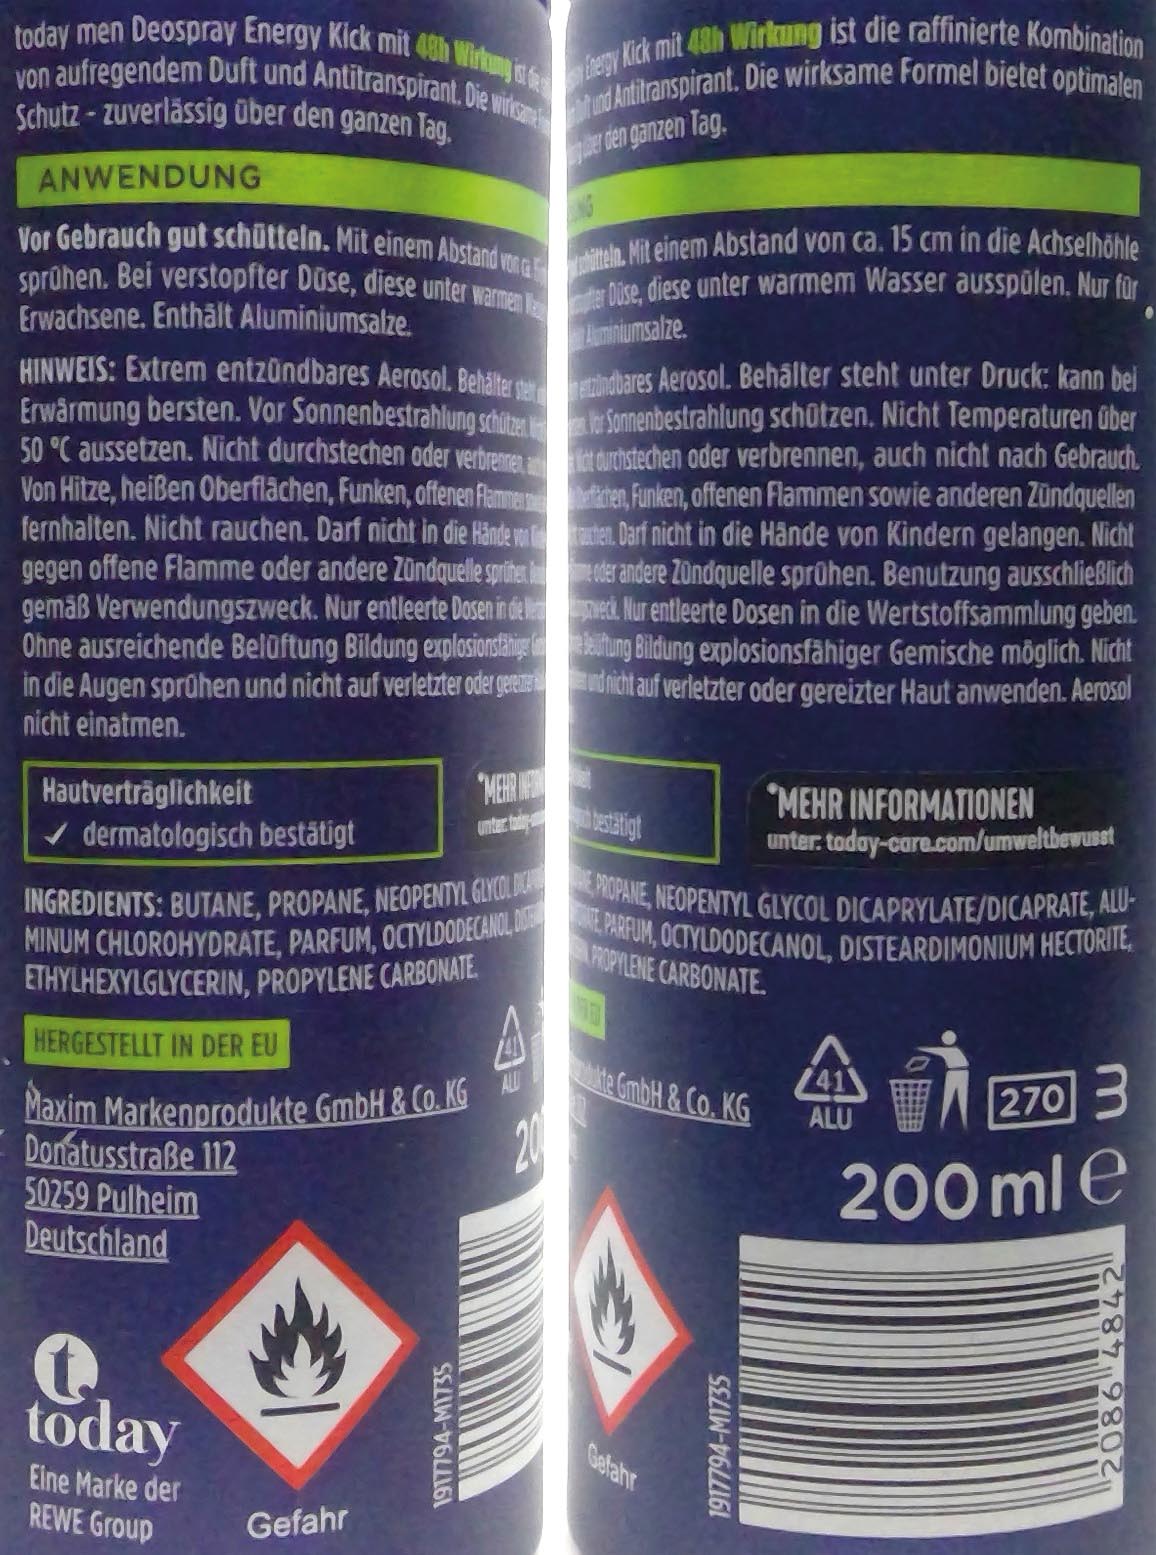 today men Deospray Energy Kick mit 48h Wirkung ist die
von aufregendem Duft und Antitranspirant. Die wirksame
Schutz - zuverlässig über den ganzen Tag.
ANWENDUNG
Vor Gebrauch gut schütteln. Mit einem Abstand von ca.
sprühen. Bei verstopfter Düse, diese unter warmem
Erwachsene. Enthält Aluminiumsalze.
HINWEIS: Extrem entzündbares Aerosol. Behälter steht
Erwärmung bersten. Vor Sonnenbestrahlung schützen.
50 °C aussetzen. Nicht durchstechen oder verbrennen,
Von Hitze, heißen Oberflächen, Funken, offenen Flammen
fernhalten. Nicht rauchen. Darf nicht in die Hände von
gegen offene Flamme oder andere Zündquelle sprühen.
gemäß Verwendungszweck. Nur entleerte Dosen in die
Ohne ausreichende Belüftung Bildung explosionsfähiger
in die Augen sprühen und nicht auf verletzter oder gereizter
nicht einatmen.
Hautverträglichkeit
✓ dermatologisch bestätigt
*MEHR
unter:
INGREDIENTS: BUTANE, PROPANE, NEOPENTYL GLYCOL
MINUM CHLOROHYDRATE, PARFUM, OCTYLDODECANOL,
ETHYLHEXYLGLYCERIN, PROPYLENE CARBONATE.
HERGESTELLT IN DER EU
41
ALU
Maxim Markenprodukte GmbH & Co. KG
Donatusstraße 112
50259 Pulheim
Deutschland
20
t
today
Eine Marke der
REWE Group
Gefahr
1917794-M1735
Energy Kick mit 48h Wirkung ist die raffinierte Kombination
und Antitranspirant. Die wirksame Formel bietet optimalen
über den ganzen Tag.
schütteln. Mit einem Abstand von ca. 15 cm in die Achselhöhle
Düse, diese unter warmem Wasser ausspülen. Nur für
Aluminiumsalze.
entzündbares Aerosol. Behälter steht unter Druck: kann bei
Vor Sonnenbestrahlung schützen. Nicht Temperaturen über
Nicht durchstechen oder verbrennen, auch nicht nach Gebrauch.
Oberflächen, Funken, offenen Flammen sowie anderen Zündquellen
rauchen. Darf nicht in die Hände von Kindern gelangen. Nicht
oder andere Zündquelle sprühen. Benutzung ausschließlich
Nur entleerte Dosen in die Wertstoffsammlung geben.
Belüftung Bildung explosionsfähiger Gemische möglich. Nicht
und nicht auf verletzter oder gereizter Haut anwenden. Aerosol
bestätigt
*MEHR INFORMATIONEN
unter: today-care.com/umweltbewusst
PROPANE, NEOPENTYL GLYCOL DICAPRYLATE/DICAPRATE, ALU-
PARFUM, OCTYLDODECANOL, DISTEARDIMONIUM HECTORITE,
PROPYLENE CARBONATE.
GmbH & Co. KG
41
ALU
270
3
200 ml e
Gefahr
1917794-M1735
2086 4842